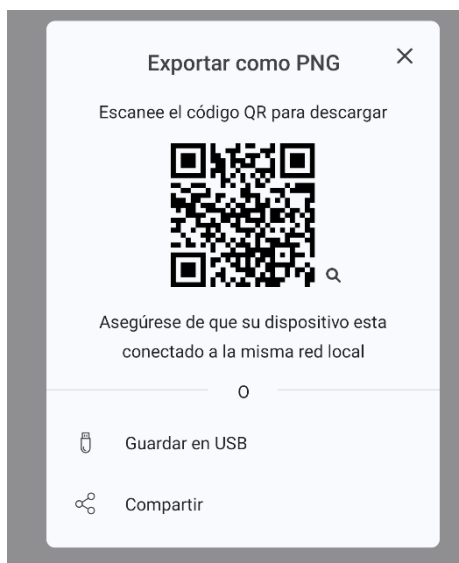 Exportar como PNG
Escanee el código QR para descargar
Asegúrese de que su dispositivo esta
conectado a la misma red local
O
Guardar en USB
Compartir